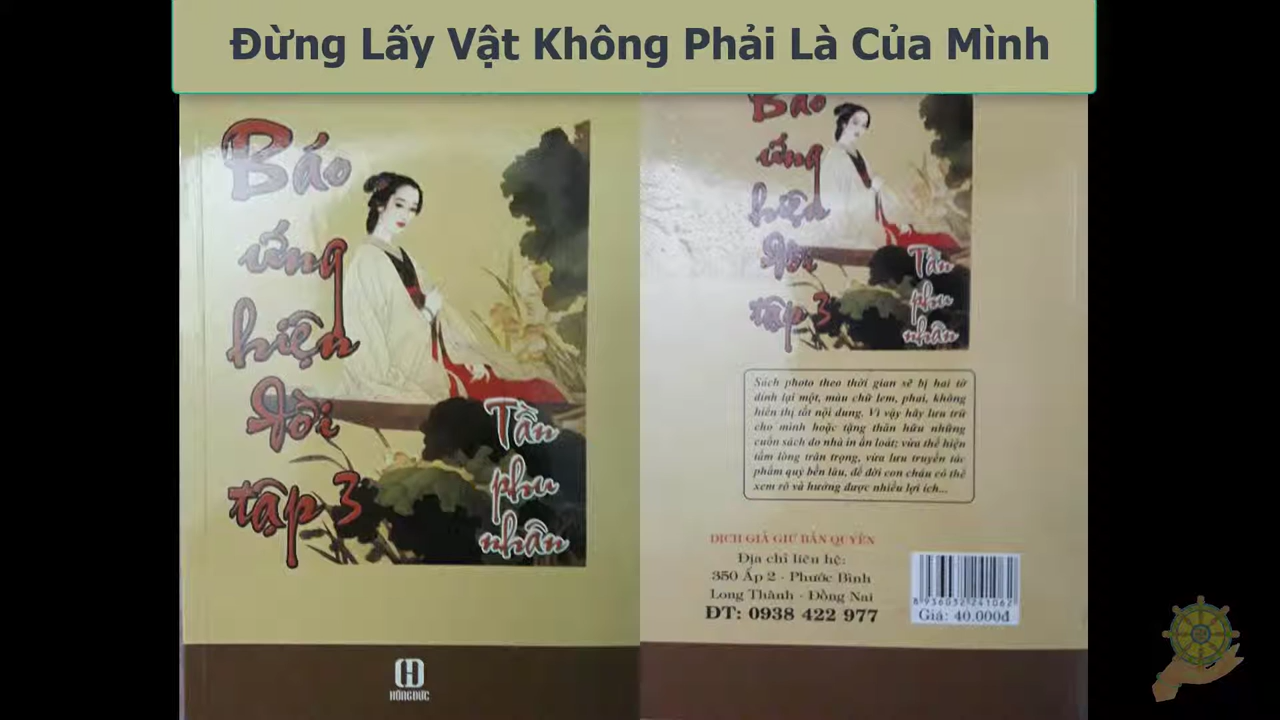 Đừng Lấy Vật Không Phải Là Của Mình
Báo
ứng
hiện
đời
tập 3
Tần
phu
nhân
HỒNG ĐỨC
Báo
ứng
hiện
đời
tập 3
Tần
phu
nhân
Sách photo theo thời gian sẽ bị hai tờ
dính lại một, màu chữ lem, phai, không
hiển thị tốt nội dung. Vì vậy hãy lưu trữ
cho mình hoặc tặng thân hữu những
cuốn sách do nhà in ấn loát; vừa thể hiện
tấm lòng trân trọng, vừa lưu truyền tác
phẩm quý bền lâu, để đời con cháu có thể
xem rõ và hưởng được nhiều lợi ích...
DỊCH GIẢ GIỮ BẢN QUYỀN
Địa chỉ liên hệ:
350 Ấp 2 - Phước Bình
Long Thành - Đồng Nai
ĐT: 0938 422 977
8 936032 241062
Giá: 40.000đ